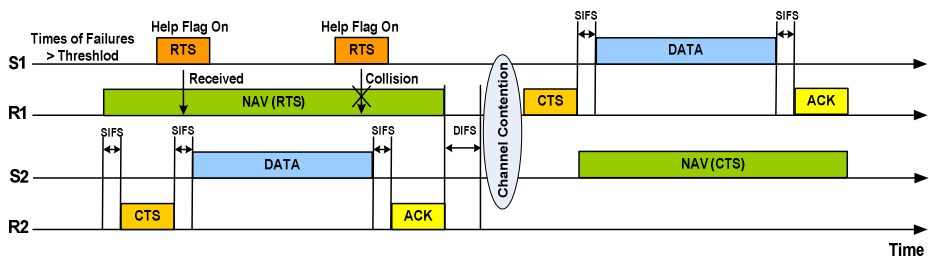 SIFS
SIFS
Help Flag On
Help Flag On
Times of Failures
> Threshlod
RTS
RTS
DATA
S1
Received
Collision
Channel Contention
NAV (RTS)
CTS
ACK
R1
SIFS
SIFS
SIFS
DIFS
DATA
NAV (CTS)
S2
CTS
ACK
R2
Time